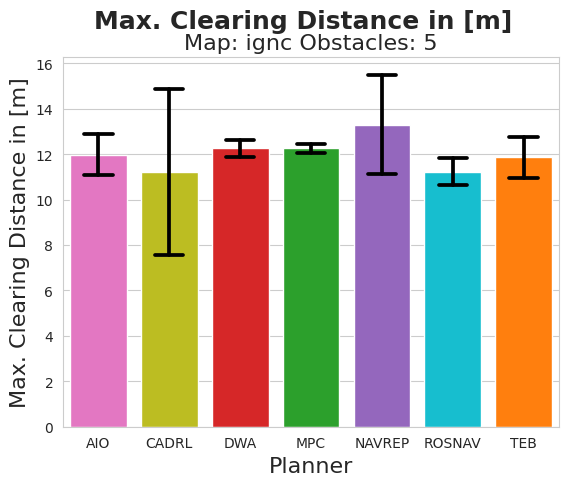 Max. Clearing Distance in [m]
Map: ignc Obstacles: 5
Max. Clearing Distance in [m]
16
14
12
10
8
6
4
2
0
AIO CADRL DWA MPC NAVREP ROSNAV TEB
Planner